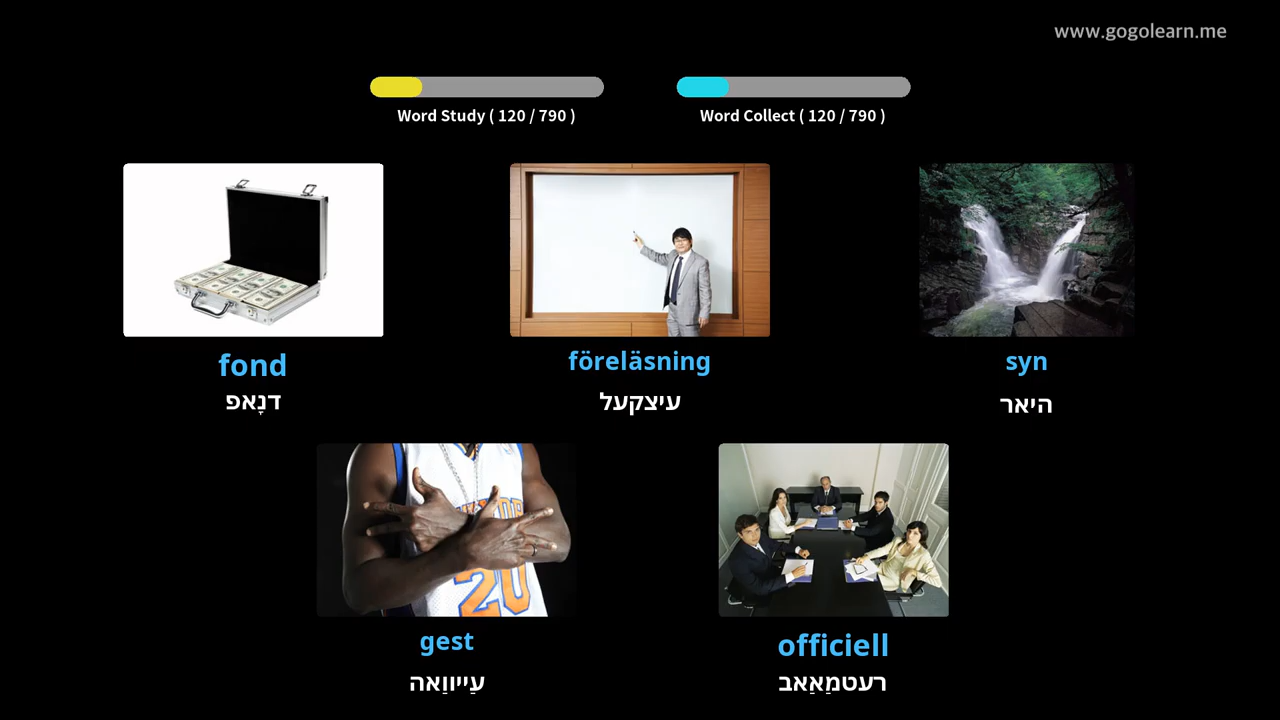 www.gogolearn.me
Word Study ( 120 / 790 )
Word Collect ( 120 / 790 )
fond
דנָאפ
föreläsning
עיצקעל
syn
היאר
gest
עַייווַאה
officiell
רעטמַאַאב